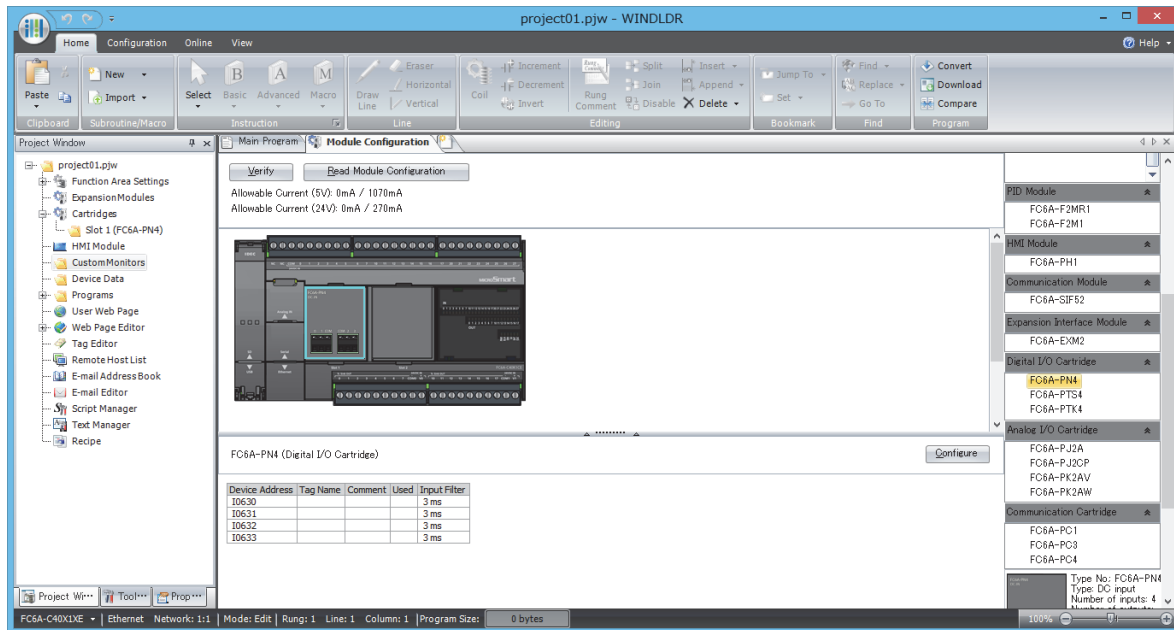 project01.pjw - WINDLDR
Home Configuration Online View Help
Paste New Import Select Basic Advanced Macro Draw Line Eraser Horizontal Vertical Coil Increment Decrement Invert Rung Comment Split Join Disable Insert Append Delete Jump To Set Find Replace Go To Convert Download Compare
Clipboard Subroutine/Macro Instruction Line Editing Bookmark Find Program
Project Window
project01.pjw
Function Area Settings
ExpansionModules
Cartridges
Slot 1 (FC6A-PN4)
HMI Module
CustomMonitors
Device Data
Programs
User Web Page
Web Page Editor
Tag Editor
Remote Host List
E-mail Address Book
E-mail Editor
Script Manager
Text Manager
Recipe
Project Wi··· Tool··· Prop···
Main Program Module Configuration
Verify Read Module Configuration
Allowable Current (5V): 0mA / 1070mA
Allowable Current (24V): 0mA / 270mA
FC6A-PN4 (Digital I/O Cartridge) Configure
Device Address Tag Name Comment Used Input Filter
I0630 3 ms
I0631 3 ms
I0632 3 ms
I0633 3 ms
PID Module
FC6A-F2MR1
FC6A-F2M1
HMI Module
FC6A-PH1
Communication Module
FC6A-SIF52
Expansion Interface Module
FC6A-EXM2
Digital I/O Cartridge
FC6A-PN4
FC6A-PTS4
FC6A-PTK4
Analog I/O Cartridge
FC6A-PJ2A
FC6A-PJ2CP
FC6A-PK2AV
FC6A-PK2AW
Communication Cartridge
FC6A-PC1
FC6A-PC3
FC6A-PC4
Type No.: FC6A-PN4
Type: DC input
Number of inputs: 4
FC6A-C40X1XE Ethernet Network: 1:1 Mode: Edit Rung: 1 Line: 1 Column: 1 Program Size: 0 bytes 100%